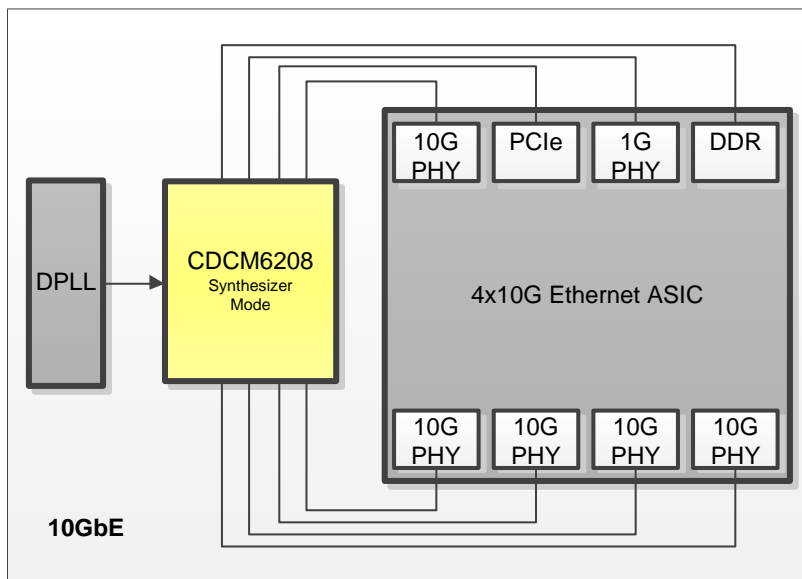 10G
PHY
PCIe
1G
PHY
DDR
DPLL
CDCM6208
Synthesizer
Mode
4x10G Ethernet ASIC
10G
PHY
10G
PHY
10G
PHY
10G
PHY
10GbE